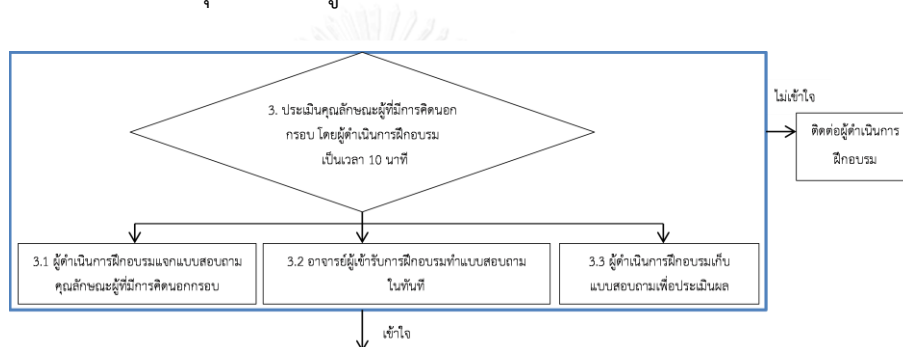 3. ประเมินคุณลักษณะผู้ที่มีการคิดนอก
กรอบ โดยผู้ดำเนินการฝึกอบรม
เป็นเวลา 10 นาที
ไม่เข้าใจ
ติดต่อผู้ดำเนินการ
ฝึกอบรม
3.1 ผู้ดำเนินการฝึกอบรมแจกแบบสอบถาม
คุณลักษณะผู้ที่มีการคิดนอกกรอบ
3.2 อาจารย์ผู้เข้ารับการฝึกอบรมทำแบบสอบถาม
ในทันที
3.3 ผู้ดำเนินการฝึกอบรมเก็บ
แบบสอบถามเพื่อประเมินผล
เข้าใจ